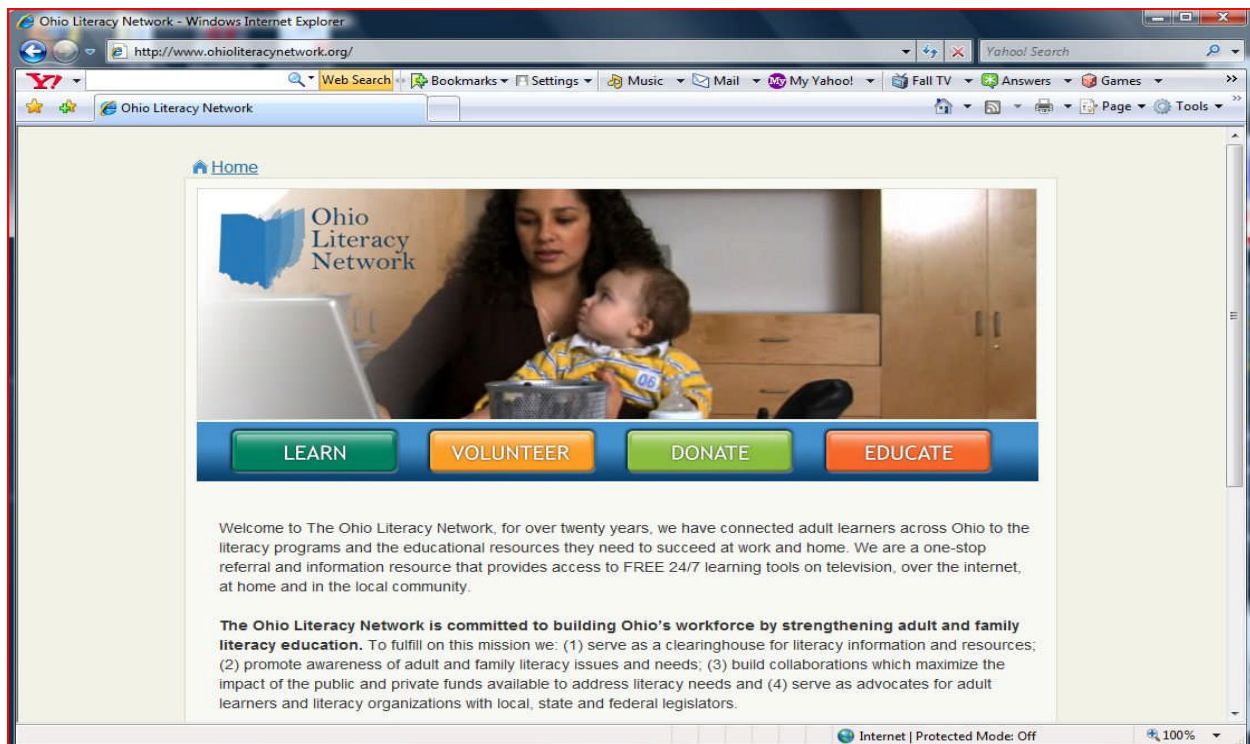 Ohio Literacy Network - Windows Internet Explorer
http://www.ohioliteracynetwork.org/
Yahoo! Search
Y! Web Search Bookmarks Settings Music Mail My Yahoo! Fall TV Answers Games >>
Ohio Literacy Network
Page Tools >>
Home
Ohio
Literacy
Network
06
LEARN VOLUNTEER DONATE EDUCATE
Welcome to The Ohio Literacy Network, for over twenty years, we have connected adult learners across Ohio to the
literacy programs and the educational resources they need to succeed at work and home. We are a one-stop
referral and information resource that provides access to FREE 24/7 learning tools on television, over the internet,
at home and in the local community.
The Ohio Literacy Network is committed to building Ohio's workforce by strengthening adult and family
literacy education. To fulfill on this mission we: (1) serve as a clearinghouse for literacy information and resources;
(2) promote awareness of adult and family literacy issues and needs; (3) build collaborations which maximize the
impact of the public and private funds available to address literacy needs and (4) serve as advocates for adult
learners and literacy organizations with local, state and federal legislators.
Internet | Protected Mode: Off 100%